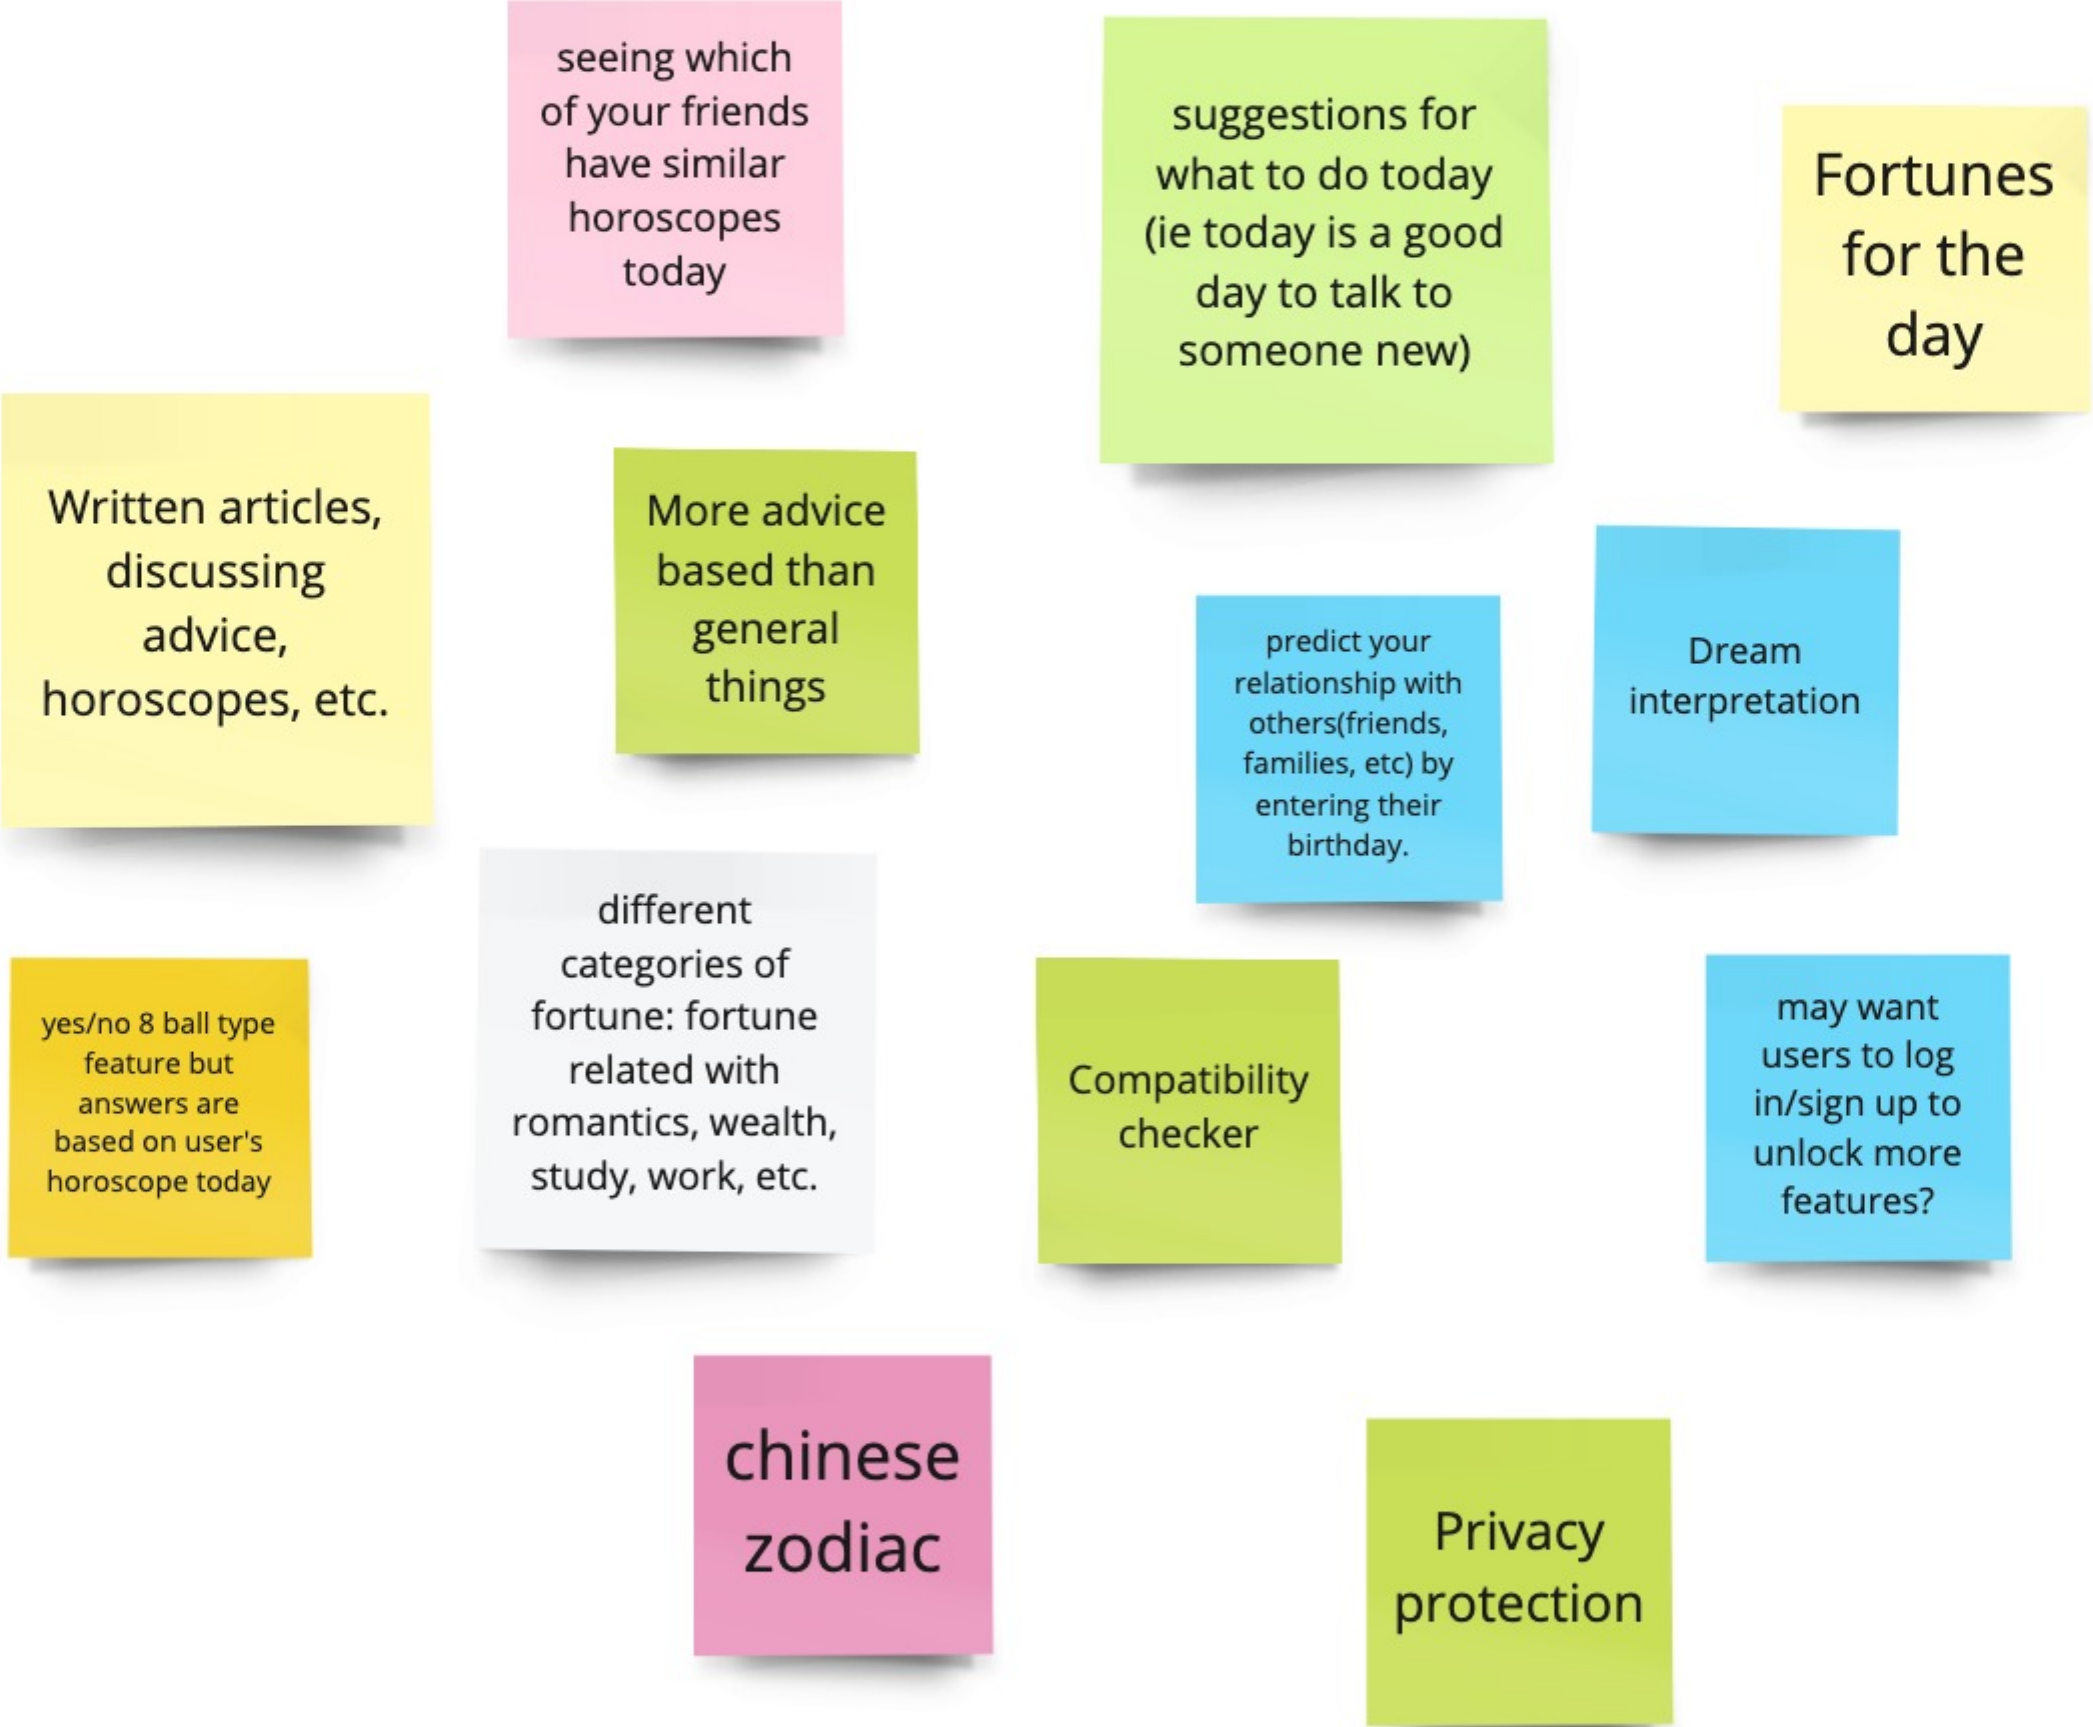 seeing which
of your friends
have similar
horoscopes
today
suggestions for
what to do today
(ie today is a good
day to talk to
someone new)
Fortunes
for the
day
Written articles,
discussing
advice,
horoscopes, etc.
More advice
based than
general
things
predict your
relationship with
others(friends,
families, etc) by
entering their
birthday.
Dream
interpretation
yes/no 8 ball type
feature but
answers are
based on user's
horoscope today
different
categories of
fortune: fortune
related with
romantics, wealth,
study, work, etc.
Compatibility
checker
may want
users to log
in/sign up to
unlock more
features?
chinese
zodiac
Privacy
protection